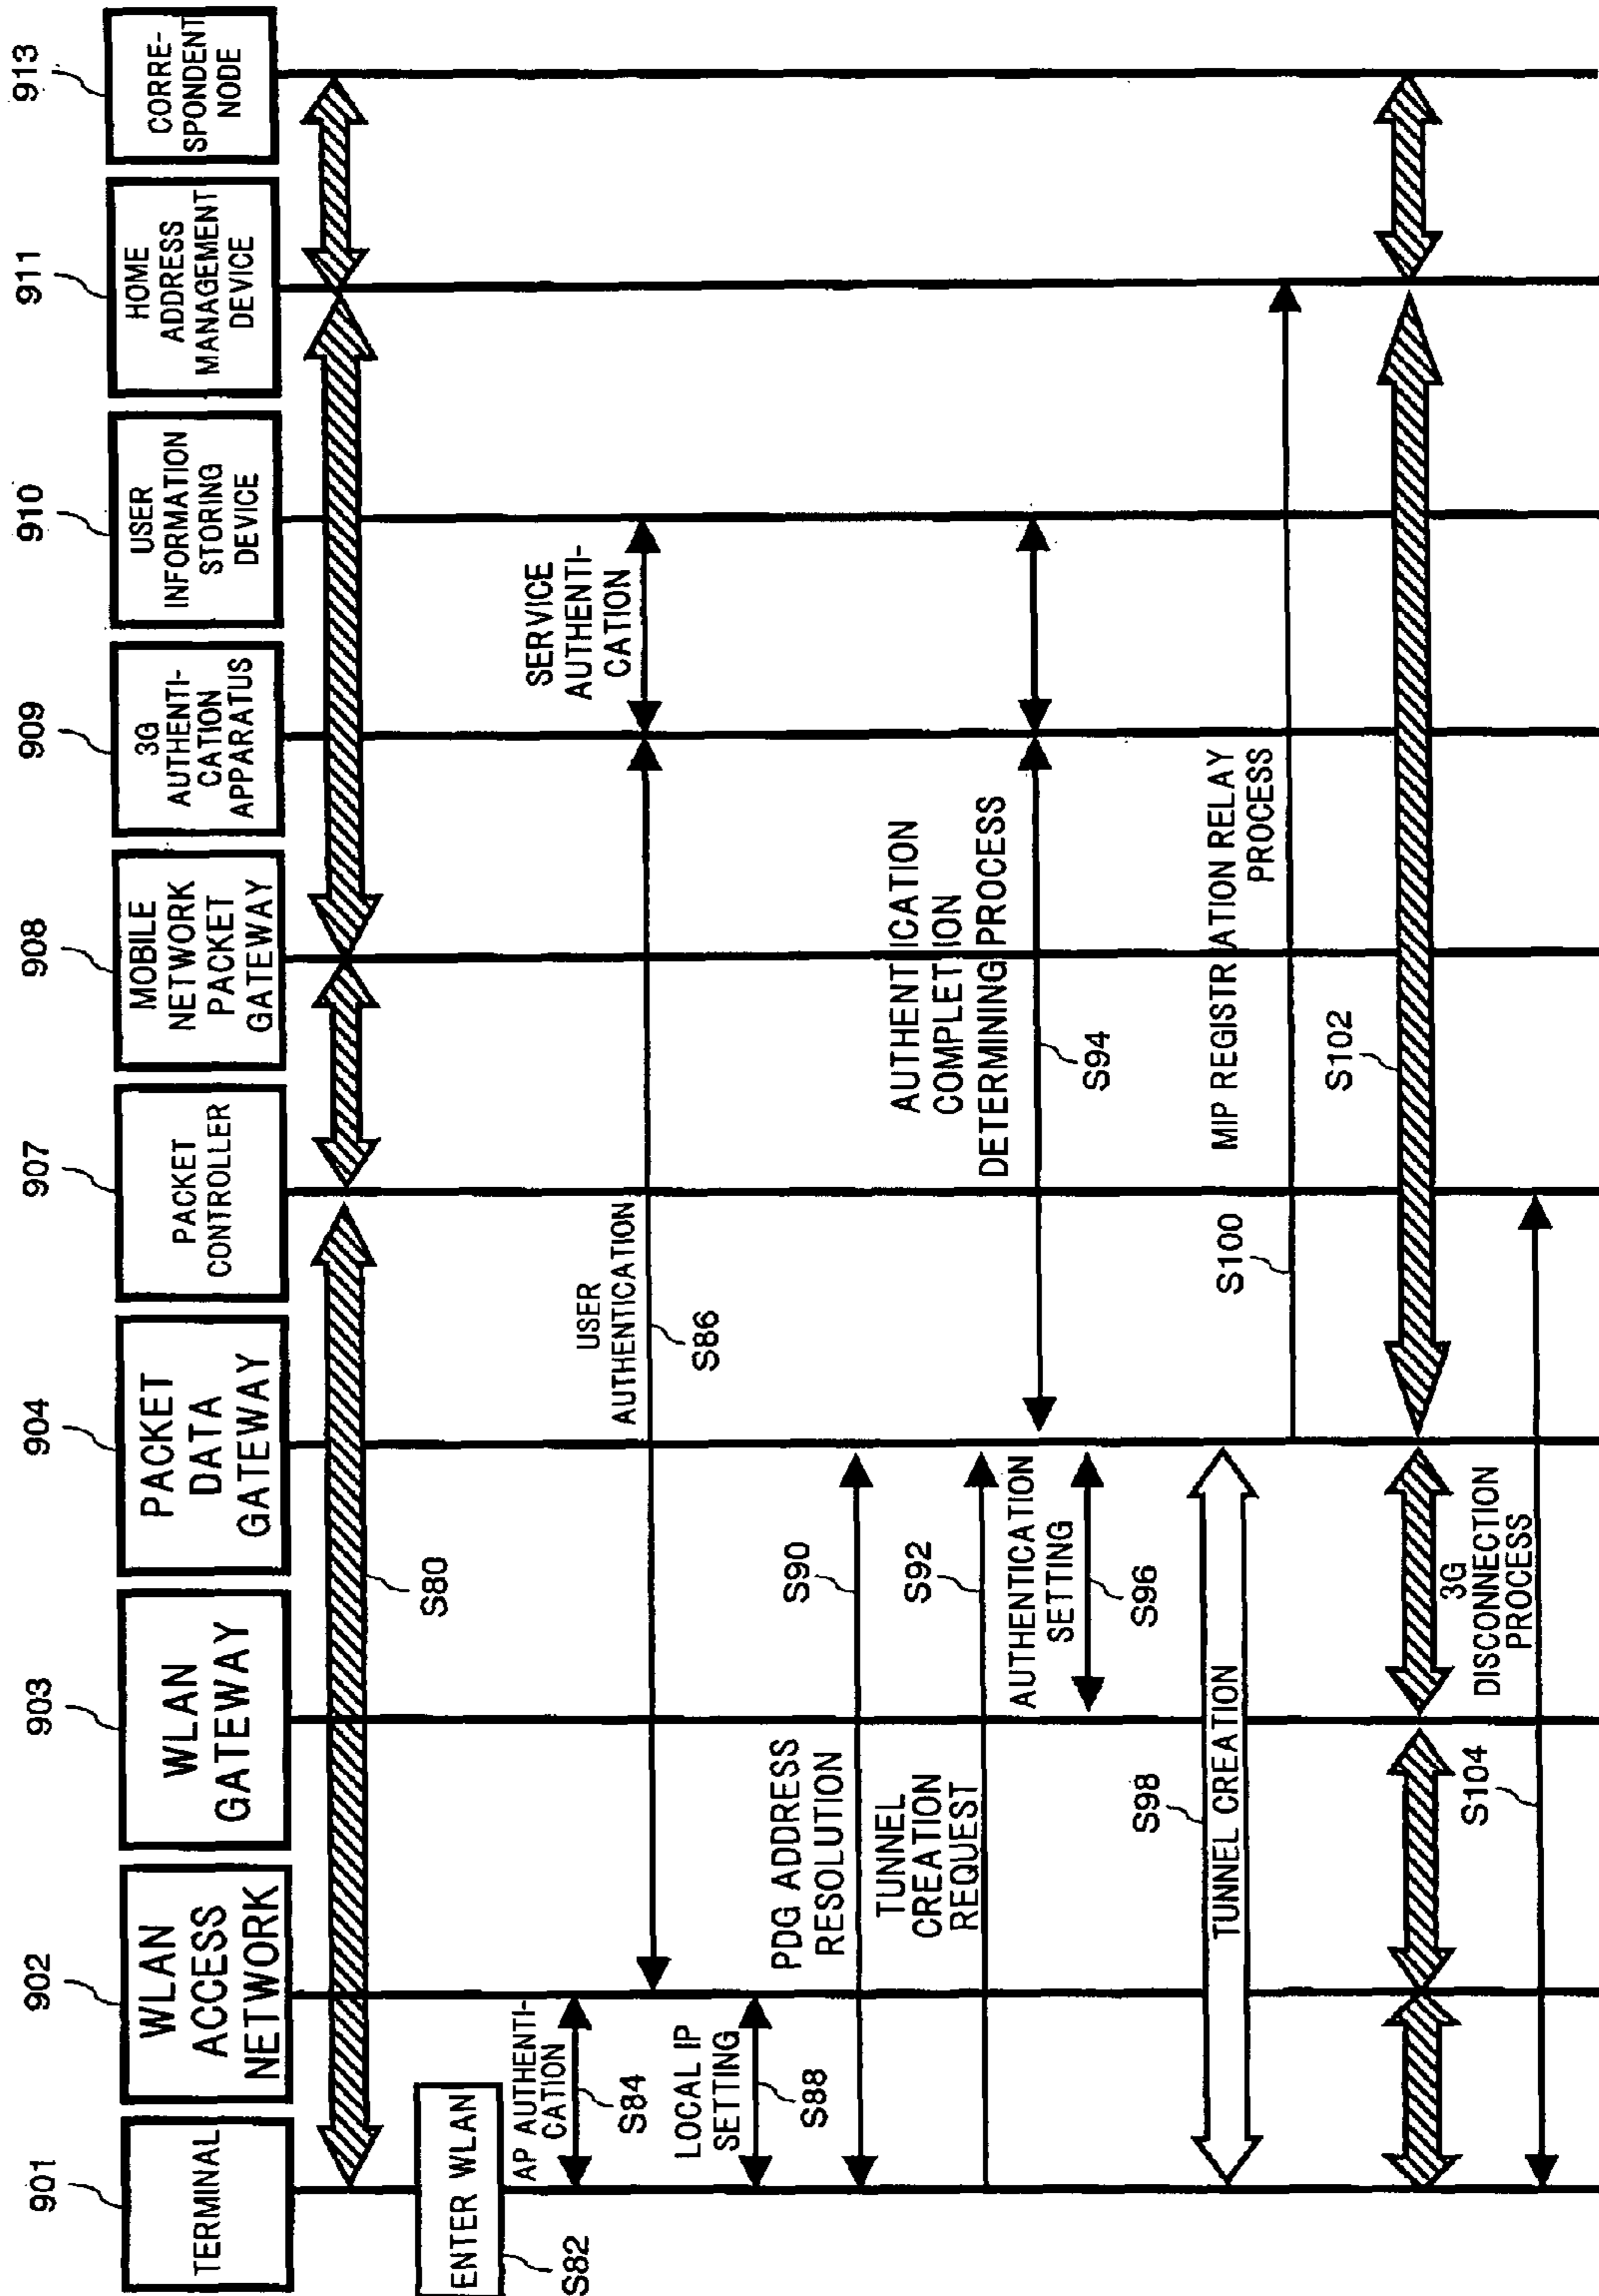 901
TERMINAL
902
WLAN
ACCESS
NETWORK
903
WLAN
GATEWAY
904
PACKET
DATA
GATEWAY
907
PACKET
CONTROLLER
908
MOBILE
NETWORK
PACKET
GATEWAY
909
3G
AUTHENTI-
CATION
APPARATUS
910
USER
INFORMATION
STORING
DEVICE
911
HOME
ADDRESS
MANAGEMENT
DEVICE
913
CORRE-
SPONDENT
NODE
S80
ENTER WLAN
S82
AP AUTHENTI-
CATION
S84
USER
AUTHENTICATION
S86
SERVICE
AUTHENTI-
CATION
LOCAL IP
SETTING
S88
PDG ADDRESS
RESOLUTION
S90
TUNNEL
CREATION
REQUEST
S92
AUTHENTICATION
COMPLETION
DETERMINING PROCESS
S94
AUTHENTICATION
SETTING
S96
S98
TUNNEL CREATION
S100
MIP REGISTRATION RELAY
PROCESS
S102
3G
DISCONNECTION
PROCESS
S104